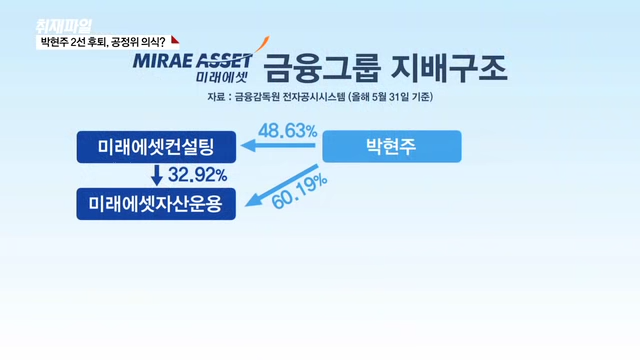 취재파일
박현주 2선 후퇴, 공정위 의식?
MIRAE ASSET 금융그룹 지배구조
미래에셋
자료 : 금융감독원 전자공시시스템 (올해 5월 31일 기준)
48.63%
미래에셋컨설팅 박현주
32.92%
60.19%
미래에셋자산운용